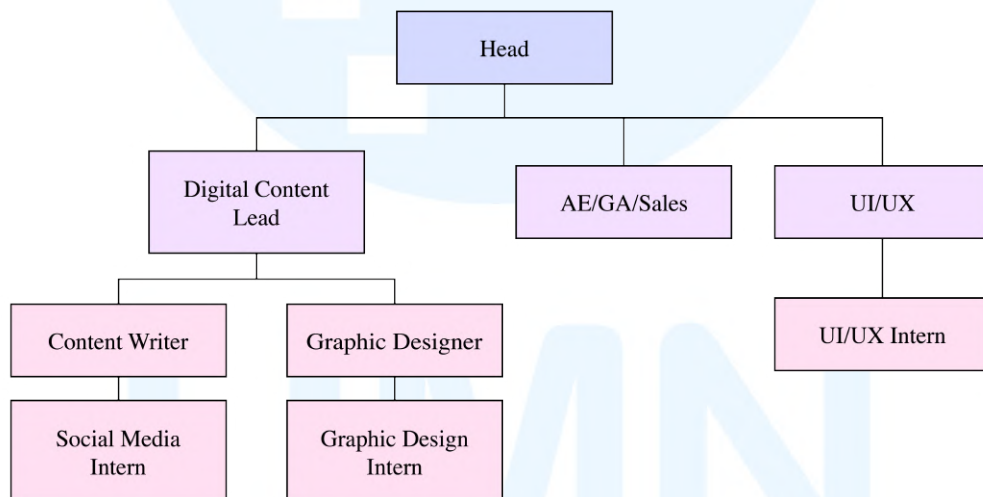 Head
Digital Content
Lead
AE/GA/Sales
UI/UX
Content Writer
Graphic Designer
UI/UX Intern
Social Media
Intern
Graphic Design
Intern
UMN